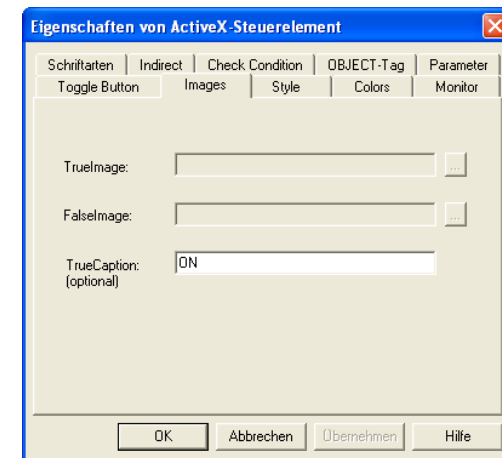 Eigenschaften von ActiveX-Steuerelement
Schriftarten Indirect Check Condition OBJECT-Tag Parameter
Toggle Button Images Style Colors Monitor
TrueImage: ...
FalseImage: ...
TrueCaption: ON
(optional)
OK Abbrechen Übernehmen Hilfe